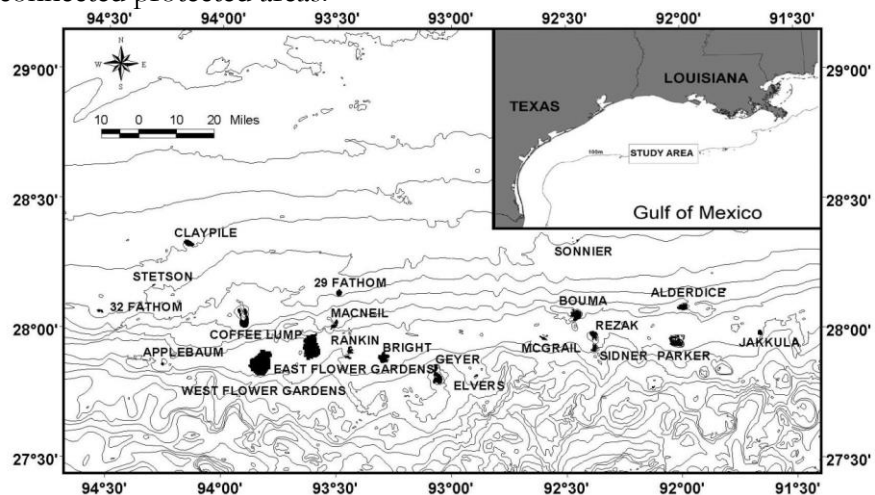 connected protected areas.
94°30' 94°00' 93°30' 93°00' 92°30' 92°00' 91°30'
N
W E
S
29°00' 29°00'
LOUISIANA
TEXAS
10 0 10 20 Miles
100m STUDY AREA
28°30' 28°30'
Gulf of Mexico
CLAYPILE
SONNIER
STETSON
29 FATHOM
ALDERDICE
BOUMA
32 FATHOM
MACNEIL
REZAK
28°00' 28°00'
COFFEE LUMP
RANKIN
BRIGHT
MCGRAIL
JAKKULA
APPLEBAUM
SIDNER PARKER
GEYER
EAST FLOWER GARDENS
ELVERS
WEST FLOWER GARDENS
27°30' 27°30'
94°30' 94°00' 93°30' 93°00' 92°30' 92°00' 91°30'